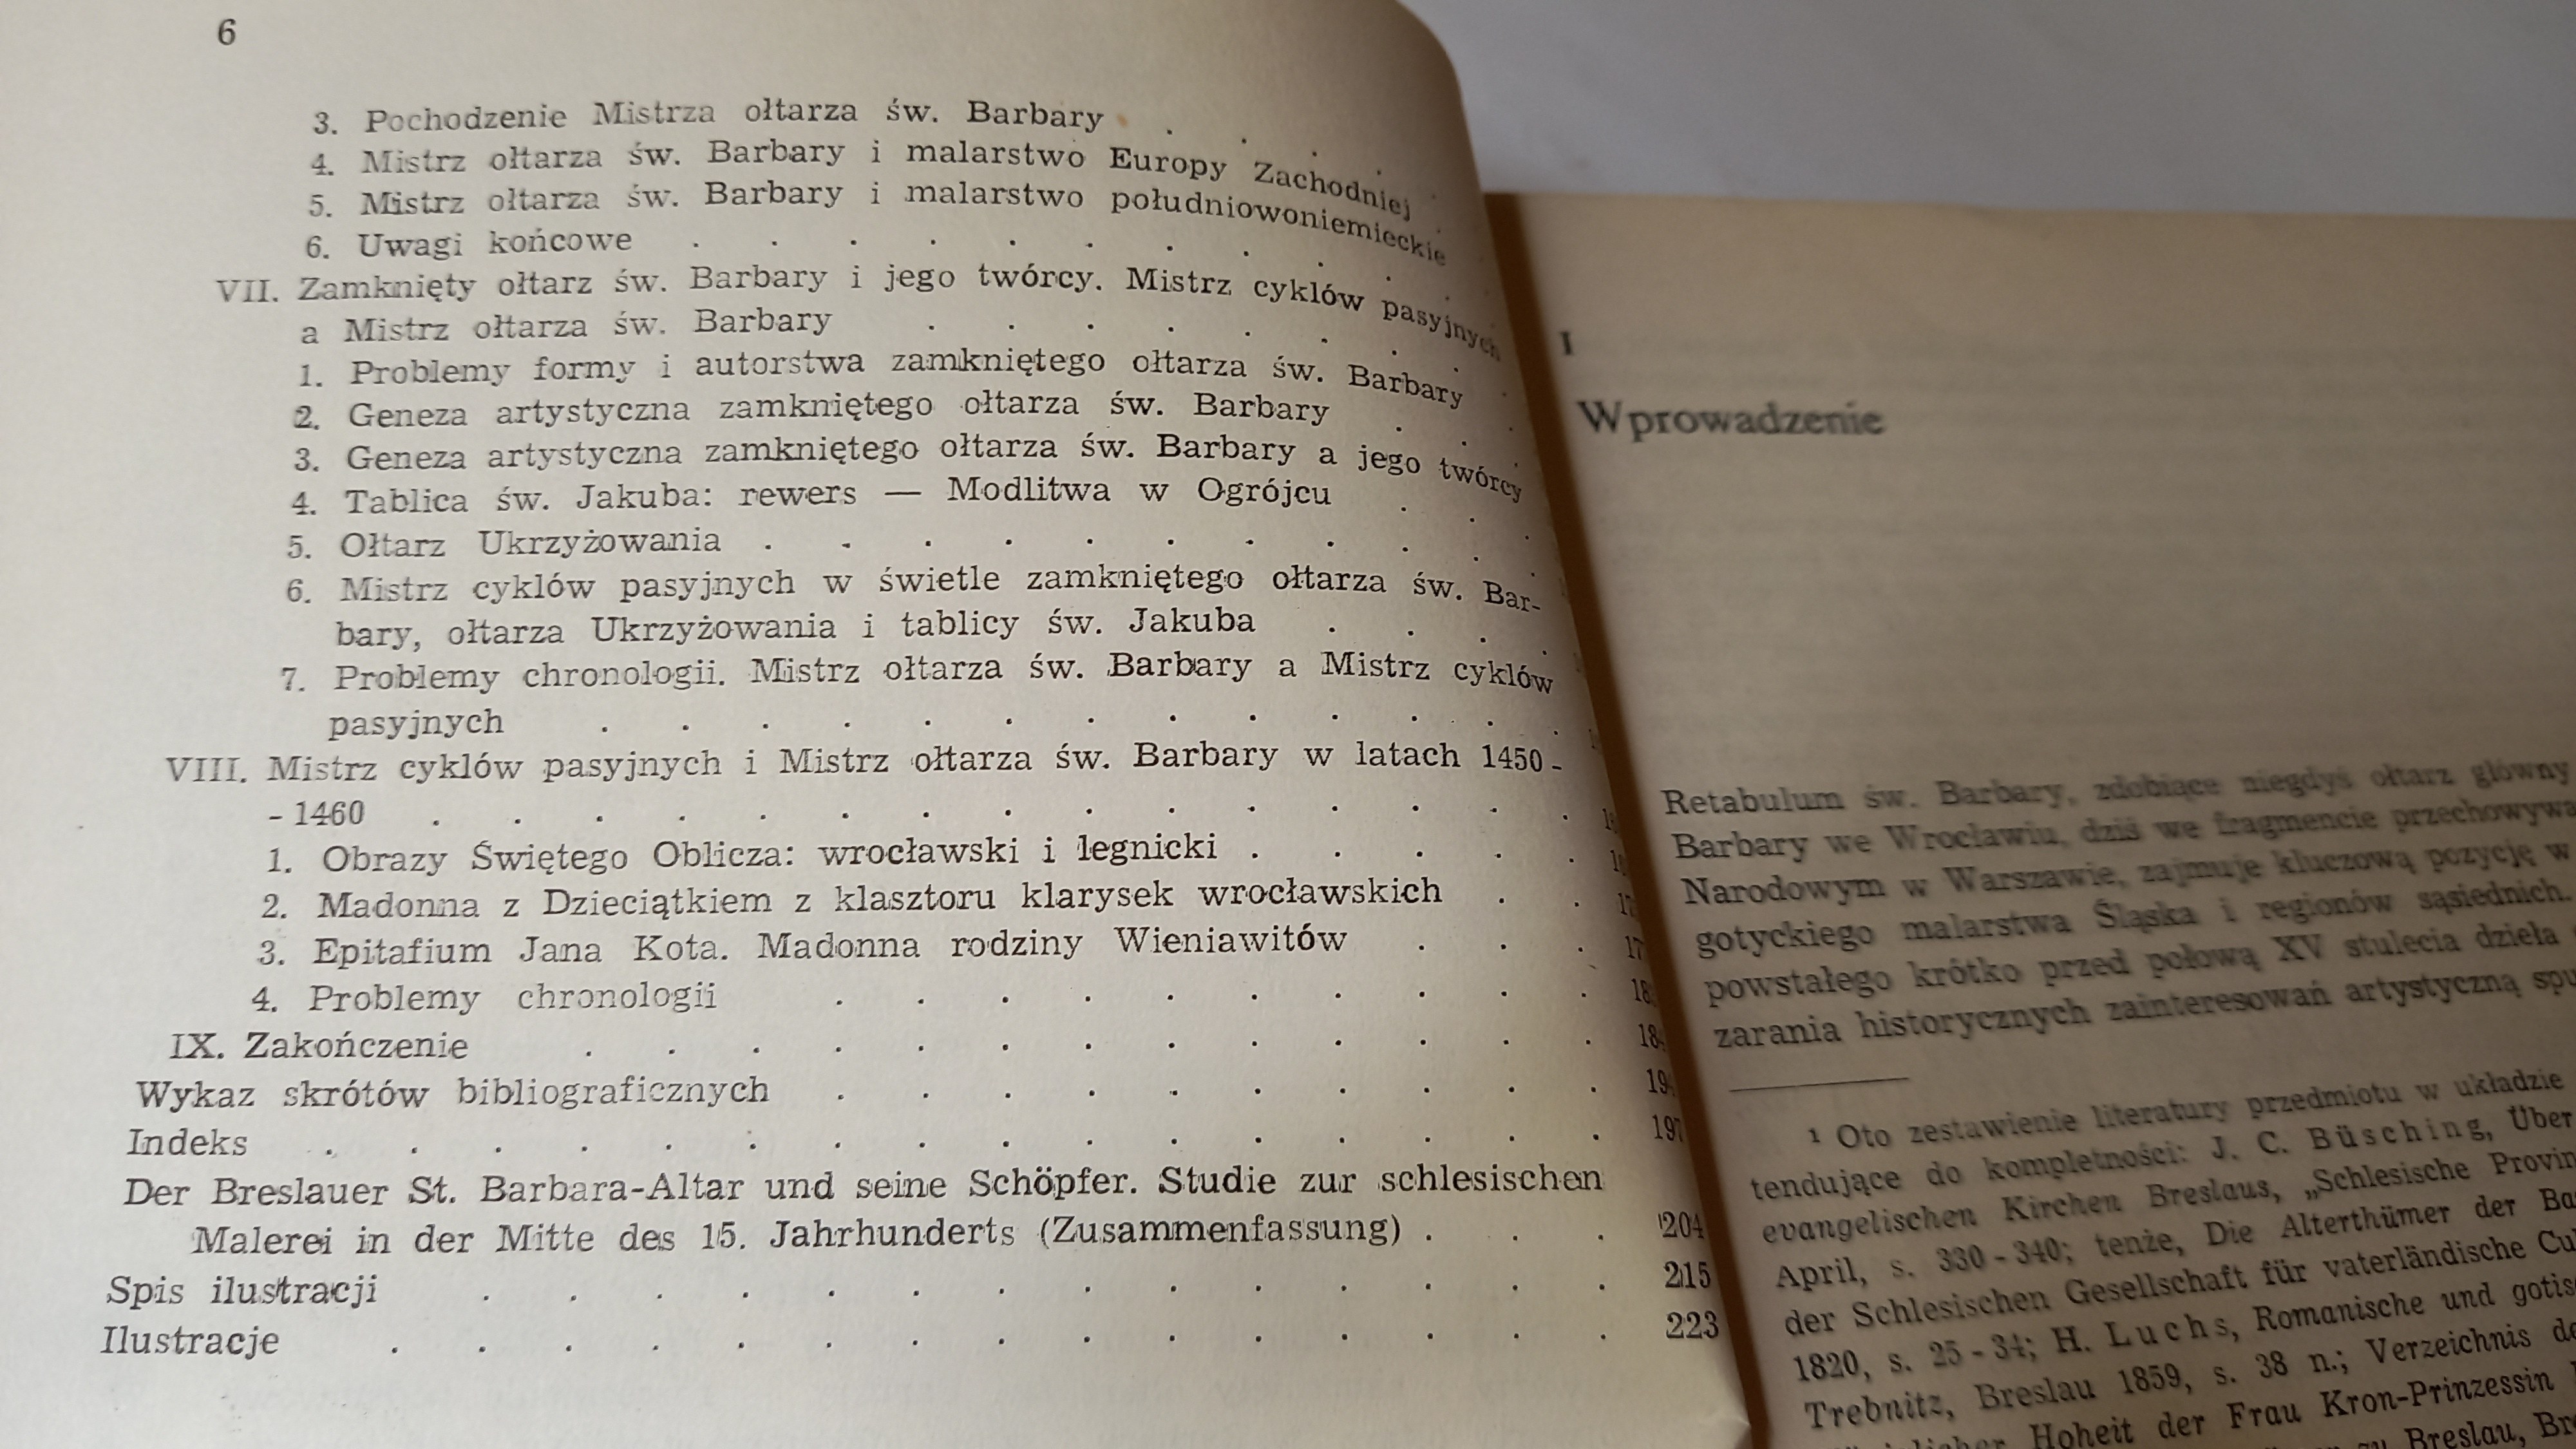 6
3. Pochodzenie Mistrza ołtarza św. Barbary . . . .
4. Mistrz ołtarza św. Barbary i malarstwo Europy Zachodniej
5. Mistrz ołtarza św. Barbary i malarstwo południowoniemieckie
6. Uwagi końcowe . . . . . . . . . .
VII. Zamknięty ołtarz św. Barbary i jego twórcy. Mistrz cyklów pasyjnych
a Mistrz ołtarza św. Barbary . . . . . . . .
1. Problemy formy i autorstwa zamkniętego ołtarza św. Barbary
2. Geneza artystyczna zamkniętego ołtarza św. Barbary . . .
3. Geneza artystyczna zamkniętego ołtarza św. Barbary a jego twórcy
4. Tablica św. Jakuba: rewers — Modlitwa w Ogrójcu . . .
5. Ołtarz Ukrzyżowania . . . . . . . . . . .
6. Mistrz cyklów pasyjnych w świetle zamkniętego ołtarza św. Bar-
bary, ołtarza Ukrzyżowania i tablicy św. Jakuba . . . .
7. Problemy chronologii. Mistrz ołtarza św. Barbary a Mistrz cyklów
pasyjnych . . . . . . . . . . . . .
VIII. Mistrz cyklów pasyjnych i Mistrz ołtarza św. Barbary w latach 1450-
-1460 . . . . . . . . . . . . . . .
1. Obrazy Świętego Oblicza: wrocławski i legnicki . . . . .
2. Madonna z Dzieciątkiem z klasztoru klarysek wrocławskich . .
3. Epitafium Jana Kota. Madonna rodziny Wieniawitów . . .
4. Problemy chronologii . . . . . . . . . .
IX. Zakończenie . . . . . . . . . . . . .
Wykaz skrótów bibliograficznych . . . . . . . . . .
Indeks . . . . . . . . . . . . . . . .
Der Breslauer St. Barbara-Altar und seine Schöpfer. Studie zur schlesischen
Malerei in der Mitte des 15. Jahrhunderts (Zusammenfassung) . . . 204
Spis ilustracji . . . . . . . . . . . . . . 215
Ilustracje . . . . . . . . . . . . . . . 223
I
Wprowadzenie
Retabulum św. Barbary, zdobiące niegdyś ołtarz główny
Barbary we Wrocławiu, dziś we fragmencie
Narodowym w Warszawie, zajmuje kluczową pozycję w
gotyckiego malarstwa Śląska i regionów sąsiednich.
powstałego krótko przed połową XV stulecia dzieła
zarania historycznych zainteresowań artystyczną
1 Oto zestawienie literatury przedmiotu w układzie
tendujące do kompletności: J. C. Büsching, Über
evangelischen Kirchen Breslaus, „Schlesische
April, s. 330-340; tenże, Die Alterthümer der
der Schlesischen Gesellschaft für vaterländische
1820, s. 25-34; H. Luchs, Romanische und
Trebnitz, Breslau 1859, s. 38 n.; Verzeichnis
Hoheit der Frau Kron-Prinzessin
Breslau,